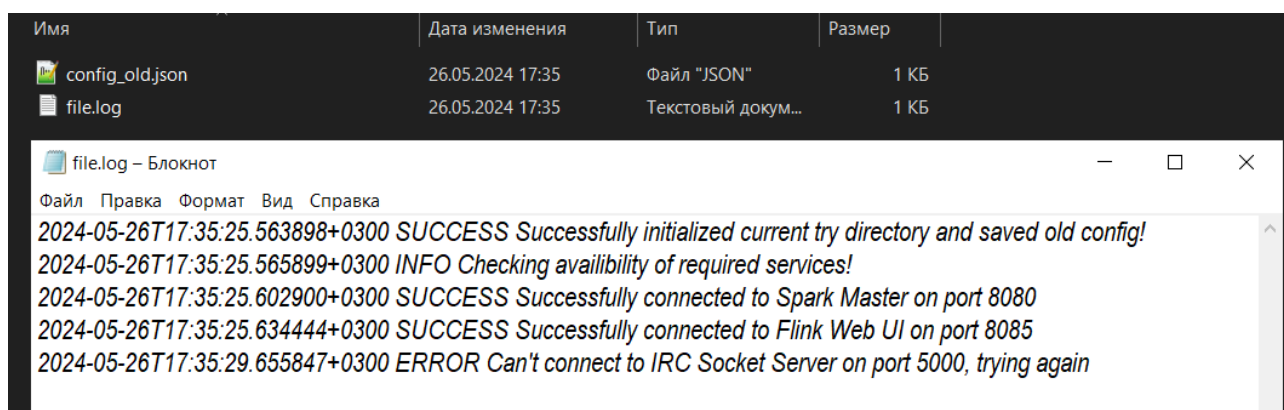 Имя Дата изменения Тип Размер
config_old.json 26.05.2024 17:35 Файл "JSON" 1 КБ
file.log 26.05.2024 17:35 Текстовый докум... 1 КБ
file.log – Блокнот
Файл Правка Формат Вид Справка
2024-05-26T17:35:25.563898+0300 SUCCESS Successfully initialized current try directory and saved old config!
2024-05-26T17:35:25.565899+0300 INFO Checking availibility of required services!
2024-05-26T17:35:25.602900+0300 SUCCESS Successfully connected to Spark Master on port 8080
2024-05-26T17:35:25.634444+0300 SUCCESS Successfully connected to Flink Web UI on port 8085
2024-05-26T17:35:29.655847+0300 ERROR Can't connect to IRC Socket Server on port 5000, trying again